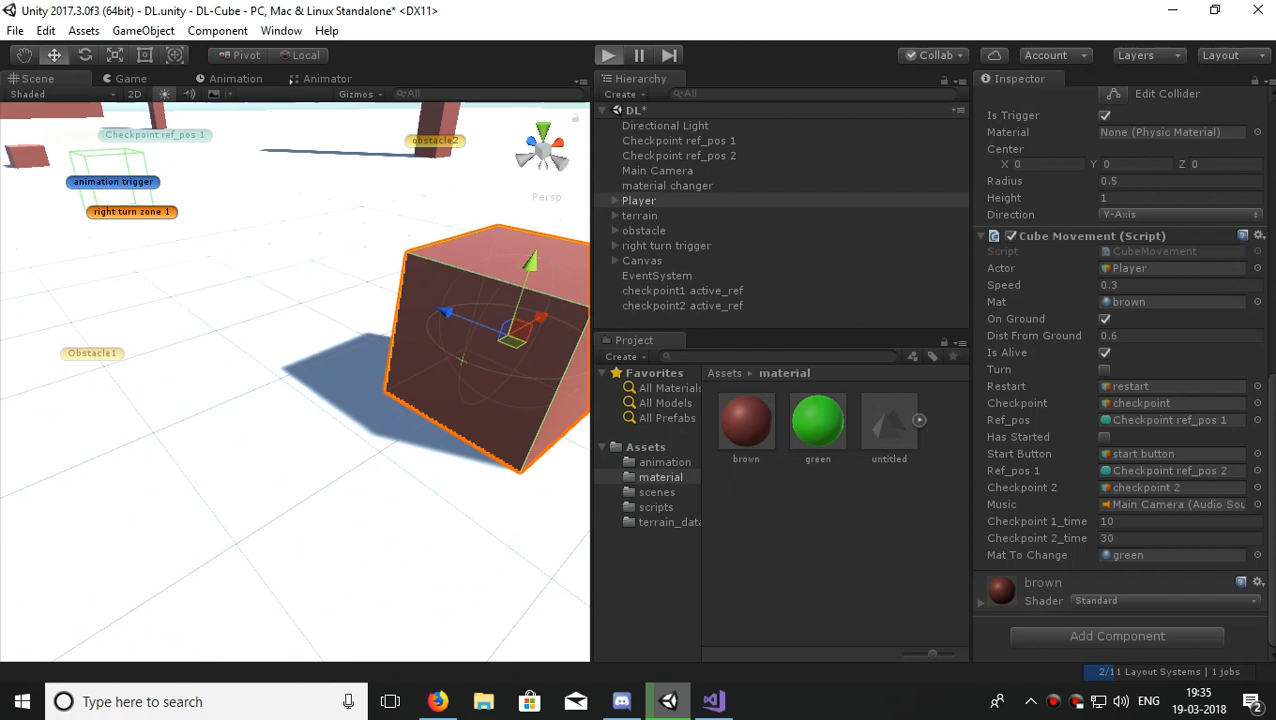 Unity 2017.3.0f3 (64bit) - DL.unity - DL-Cube - PC, Mac & Linux Standalone* <DX11>
File Edit Assets GameObject Component Window Help
Pivot Local Collab Account Layers Layout
Scene Game Animation Animator Hierarchy Inspector
Shaded 2D Gizmos All Create All
DL*
Directional Light
Checkpoint ref_pos 1
Checkpoint ref_pos 2
Main Camera
material changer
Player
terrain
obstacle
right turn trigger
Canvas
EventSystem
checkpoint1 active_ref
checkpoint2 active_ref
Checkpoint ref_pos 1
obstacle2
animation trigger
right turn zone 1
Persp
Obstacle1
Project
Create
Favorites
All Materials
All Models
All Prefabs
Assets
animation
material
scenes
scripts
terrain_data
Assets material
brown green untitled
Edit Collider
Is Trigger
Material None (Physic Material)
Center
X 0 Y 0 Z 0
Radius 0.5
Height 1
Direction Y-Axis
Cube Movement (Script)
Script CubeMovement
Actor Player
Speed 0.3
Mat brown
On Ground
Dist From Ground 0.6
Is Alive
Turn
Restart restart
Checkpoint checkpoint
Ref_pos Checkpoint ref_pos 1
Has Started
Start Button start button
Ref_pos 1 Checkpoint ref_pos 2
Checkpoint 2 checkpoint 2
Music Main Camera (Audio Sou
Checkpoint 1_time 10
Checkpoint 2_time 30
Mat To Change green
brown
Shader Standard
Add Component
2/11 Layout Systems | 1 jobs
Type here to search
ENG
19:35
19-03-2018
2